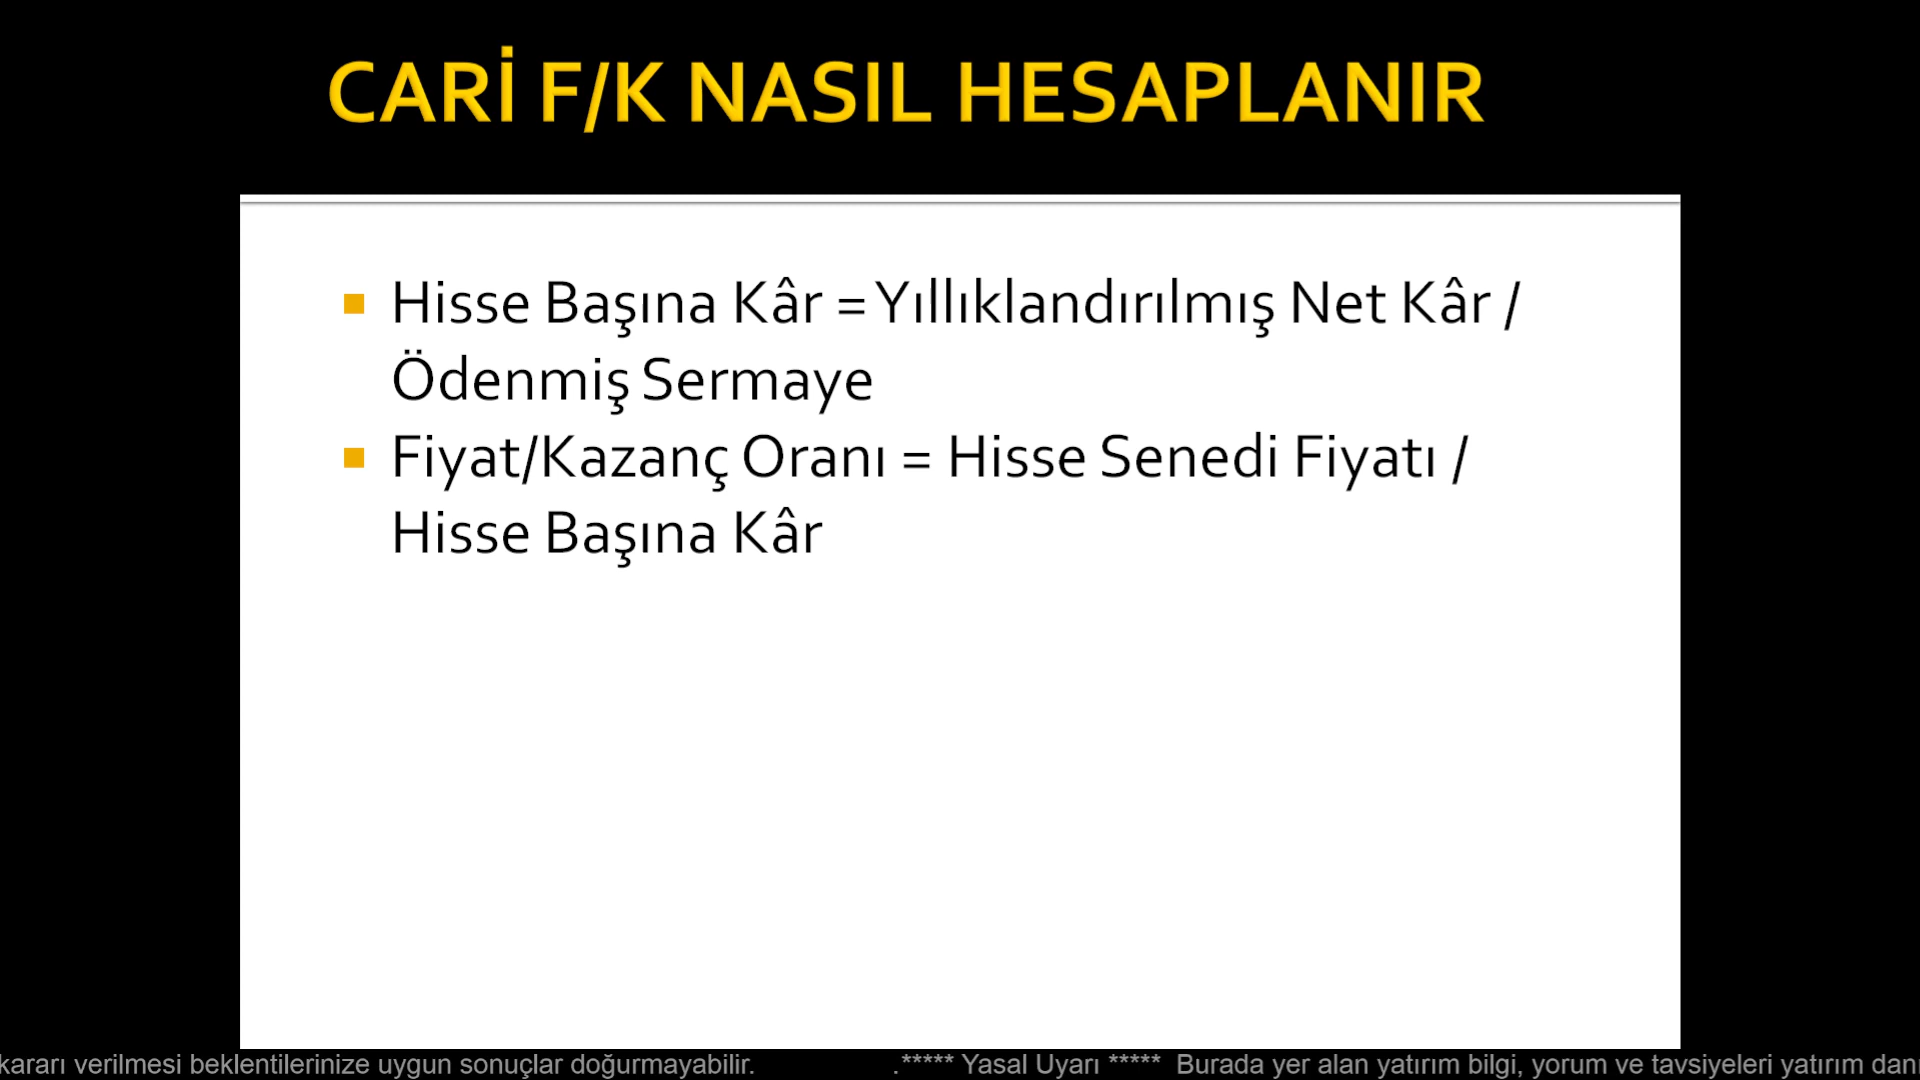 CARİ F/K NASIL HESAPLANIR
Hisse Başına Kâr = Yıllıklandırılmış Net Kâr /
Ödenmiş Sermaye
Fiyat/Kazanç Oranı = Hisse Senedi Fiyatı /
Hisse Başına Kâr
kararı verilmesi beklentilerinize uygun sonuçlar doğurmayabilir. .***** Yasal Uyarı ***** Burada yer alan yatırım bilgi, yorum ve tavsiyeleri yatırım dan